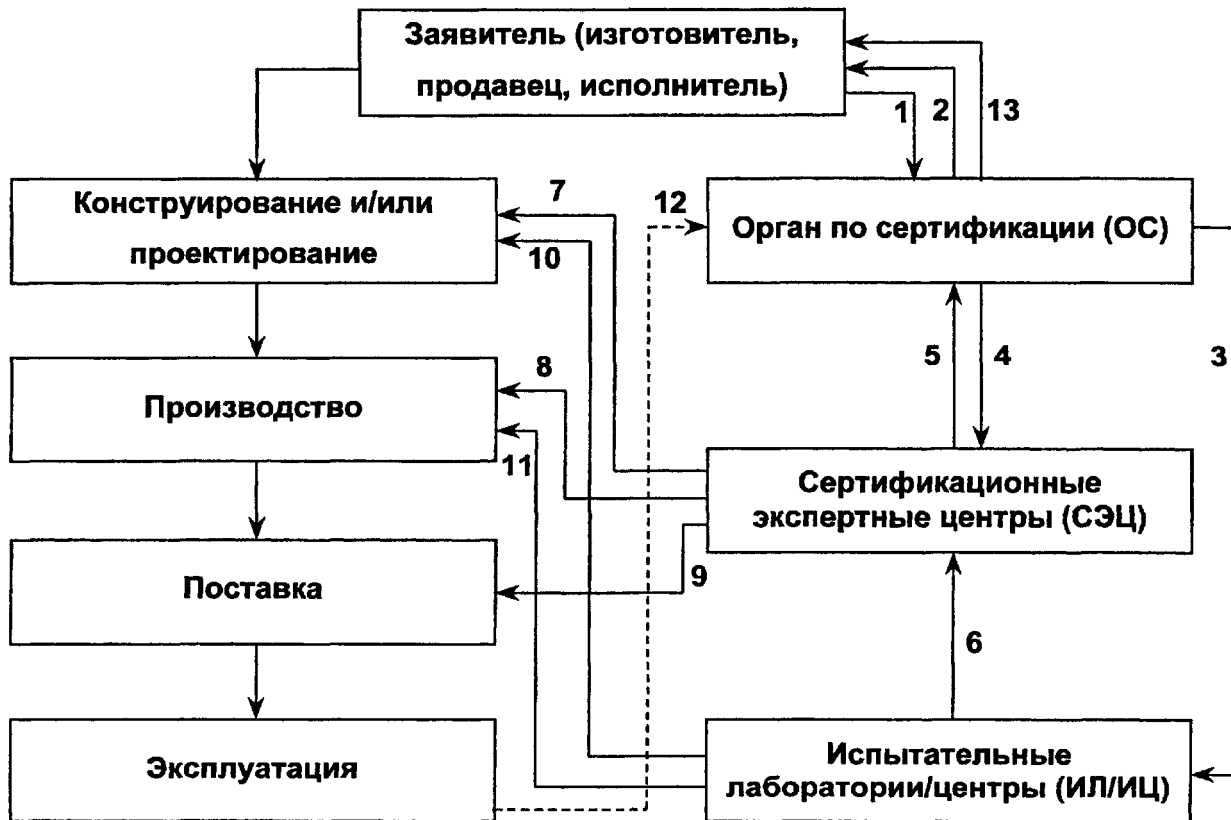 Заявитель (изготовитель,
продавец, исполнитель)
1
2
13
Конструирование и/или
проектирование
7
10
12
Орган по сертификации (ОС)
5
4
3
Производство
8
11
Сертификационные
экспертные центры (СЭЦ)
Поставка
9
6
Эксплуатация
Испытательные
лаборатории/центры (ИЛ/ИЦ)